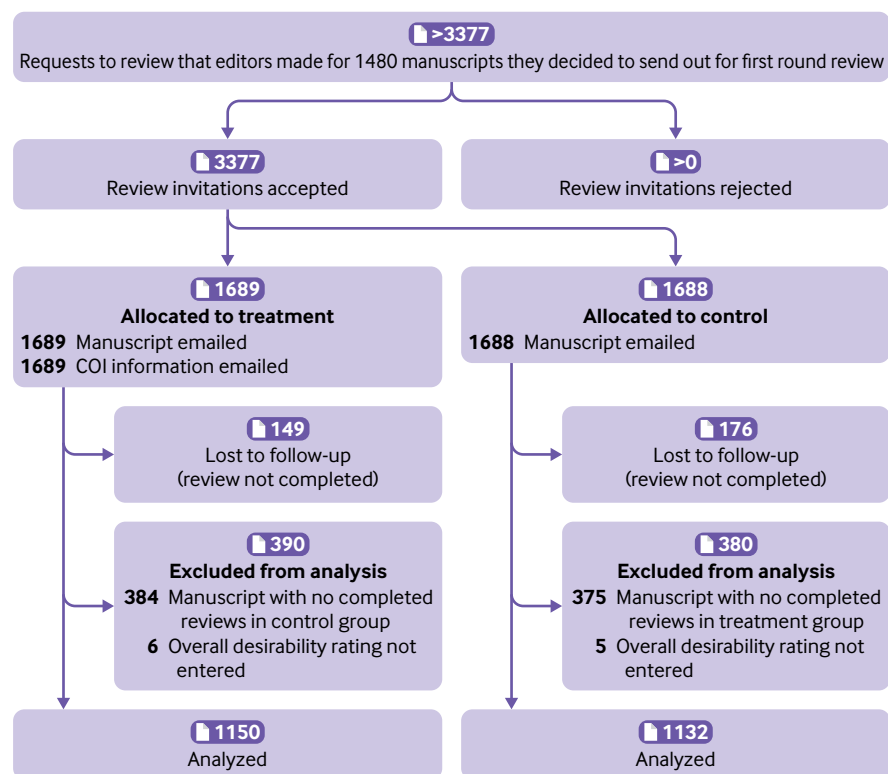 >3377
Requests to review that editors made for 1480 manuscripts they decided to send out for first round review
3377
Review invitations accepted
>0
Review invitations rejected
1689
Allocated to treatment
1689 Manuscript emailed
1689 COI information emailed
1688
Allocated to control
1688 Manuscript emailed
149
Lost to follow-up
(review not completed)
176
Lost to follow-up
(review not completed)
390
Excluded from analysis
384 Manuscript with no completed
reviews in control group
6 Overall desirability rating not
entered
380
Excluded from analysis
375 Manuscript with no completed
reviews in treatment group
5 Overall desirability rating not
entered
1150
Analyzed
1132
Analyzed